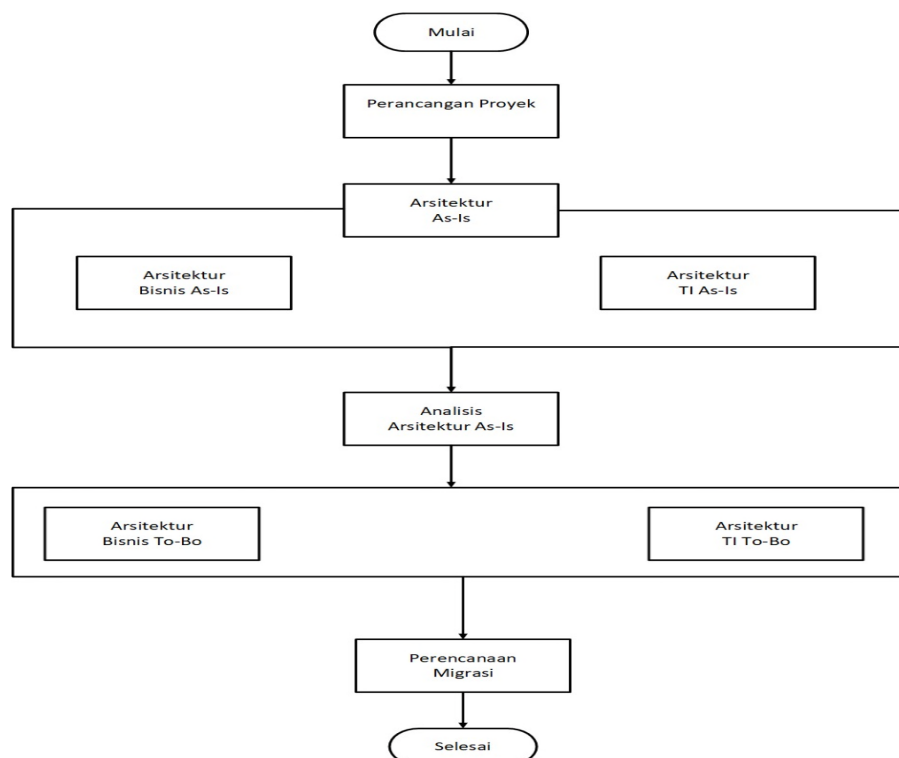 Mulai
Perancangan Proyek
Arsitektur
As-Is
Arsitektur
Bisnis As-Is
Arsitektur
TI As-Is
Analisis
Arsitektur As-Is
Arsitektur
Bisnis To-Bo
Arsitektur
TI To-Bo
Perencanaan
Migrasi
Selesai